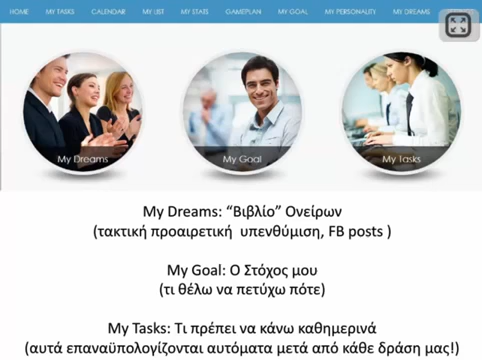 HOME MY TASKS CALENDAR MY LIST MY STATS GAMEPLAN MY GOAL MY PERSONALITY MY DREAMS
My Dreams My Goal My Tasks
My Dreams: “Βιβλίο” Ονείρων
(τακτική προαιρετική υπενθύμιση, FB posts )
My Goal: Ο Στόχος μου
(τι θέλω να πετύχω πότε)
My Tasks: Τι πρέπει να κάνω καθημερινά
(αυτά επαναϋπολογίζονται αυτόματα μετά από κάθε δράση μας!)